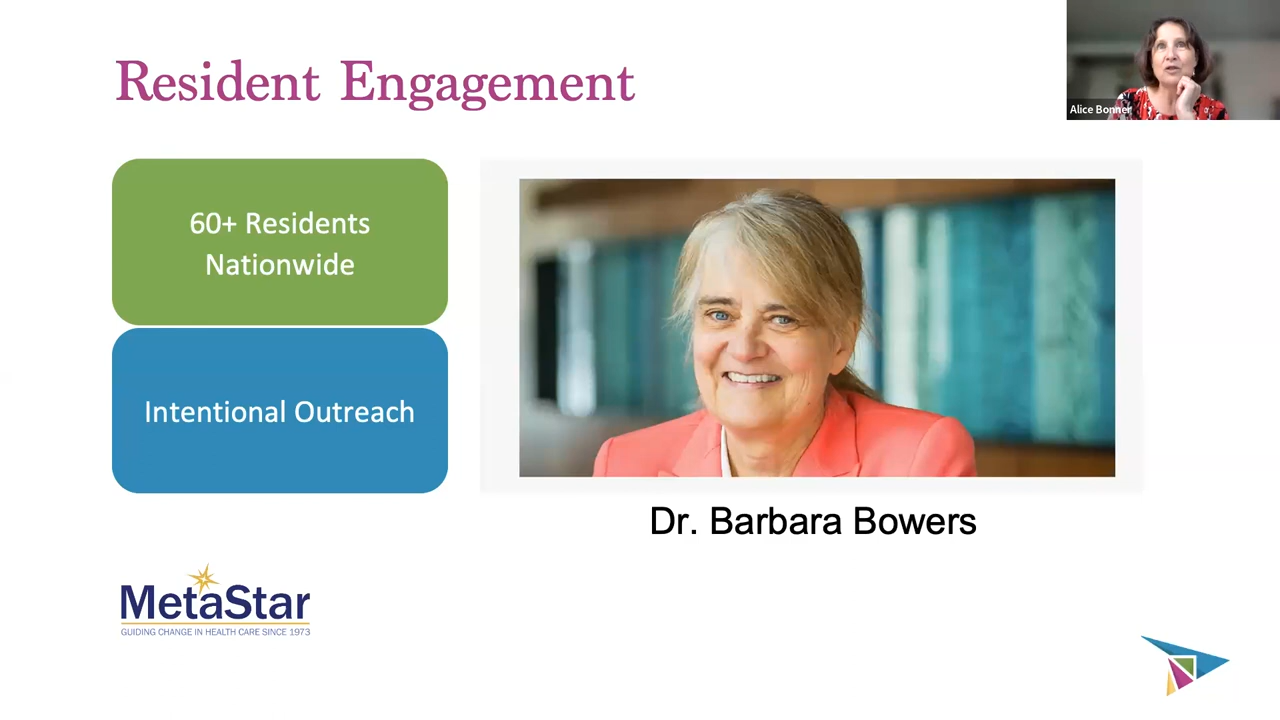 Resident Engagement
Alice Bonner
60+ Residents
Nationwide
Intentional Outreach
Dr. Barbara Bowers
MetaStar
GUIDING CHANGE IN HEALTH CARE SINCE 1973